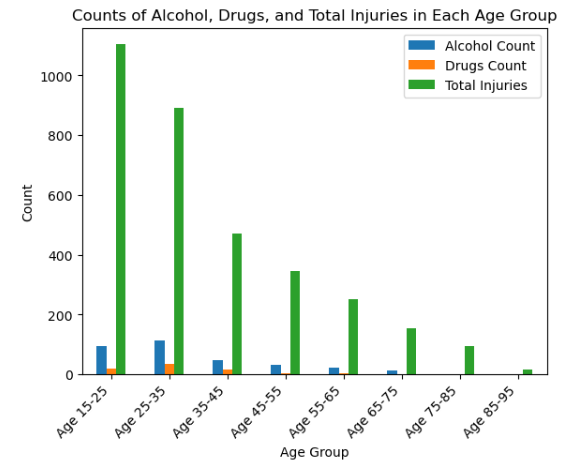 Counts of Alcohol, Drugs, and Total Injuries in Each Age Group
Alcohol Count
Drugs Count
Total Injuries
Count
1000
800
600
400
200
0
Age 15-25
Age 25-35
Age 35-45
Age 45-55
Age 55-65
Age 65-75
Age 75-85
Age 85-95
Age Group